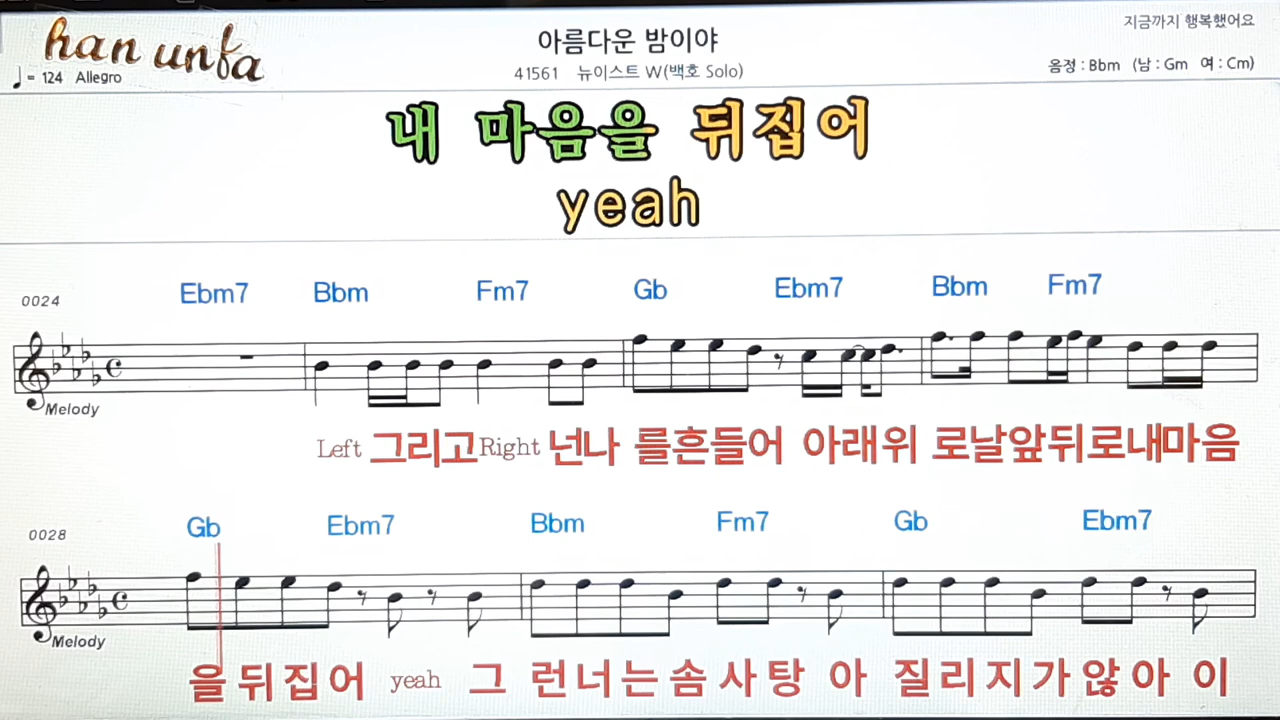 han unfa
지금까지 행복했어요
아름다운 밤이야
♩ = 124 Allegro
41561 뉴이스트 W(백호 Solo)
음정 : Bbm (남 : Gm 여 : Cm)
내 마음을 뒤집어
yeah
0024 Ebm7 Bbm Fm7 Gb Ebm7 Bbm Fm7
Melody
Left 그리고Right 넌나 를흔들어 아래위 로날앞뒤로내마음
0028 Gb Ebm7 Bbm Fm7 Gb Ebm7
Melody
을뒤집어 yeah 그 런너는솜사탕 아 질리지가않아 이